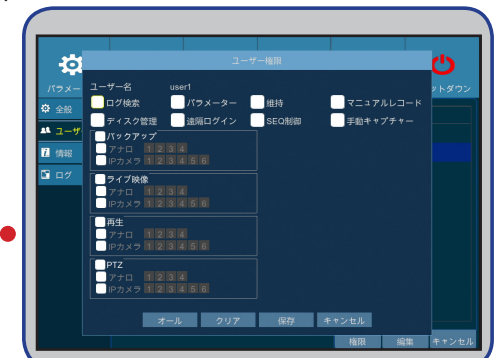 ユーザー権限
パラメー
ットダウン
ユーザー名 user1
ログ検索 パラメーター 維持 マニュアルレコード
全般
ディスク管理 遠隔ログイン SEQ制御 手動キャプチャー
ユーザ
バックアップ
アナロ 1 2 3 4
情報
IPカメラ 1 2 3 4 5 6
ログ
ライブ映像
アナロ 1 2 3 4
IPカメラ 1 2 3 4 5 6
再生
アナロ 1 2 3 4
IPカメラ 1 2 3 4 5 6
PTZ
アナロ 1 2 3 4
IPカメラ 1 2 3 4 5 6
オール クリア 保存 キャンセル
権限 編集 キャンセル